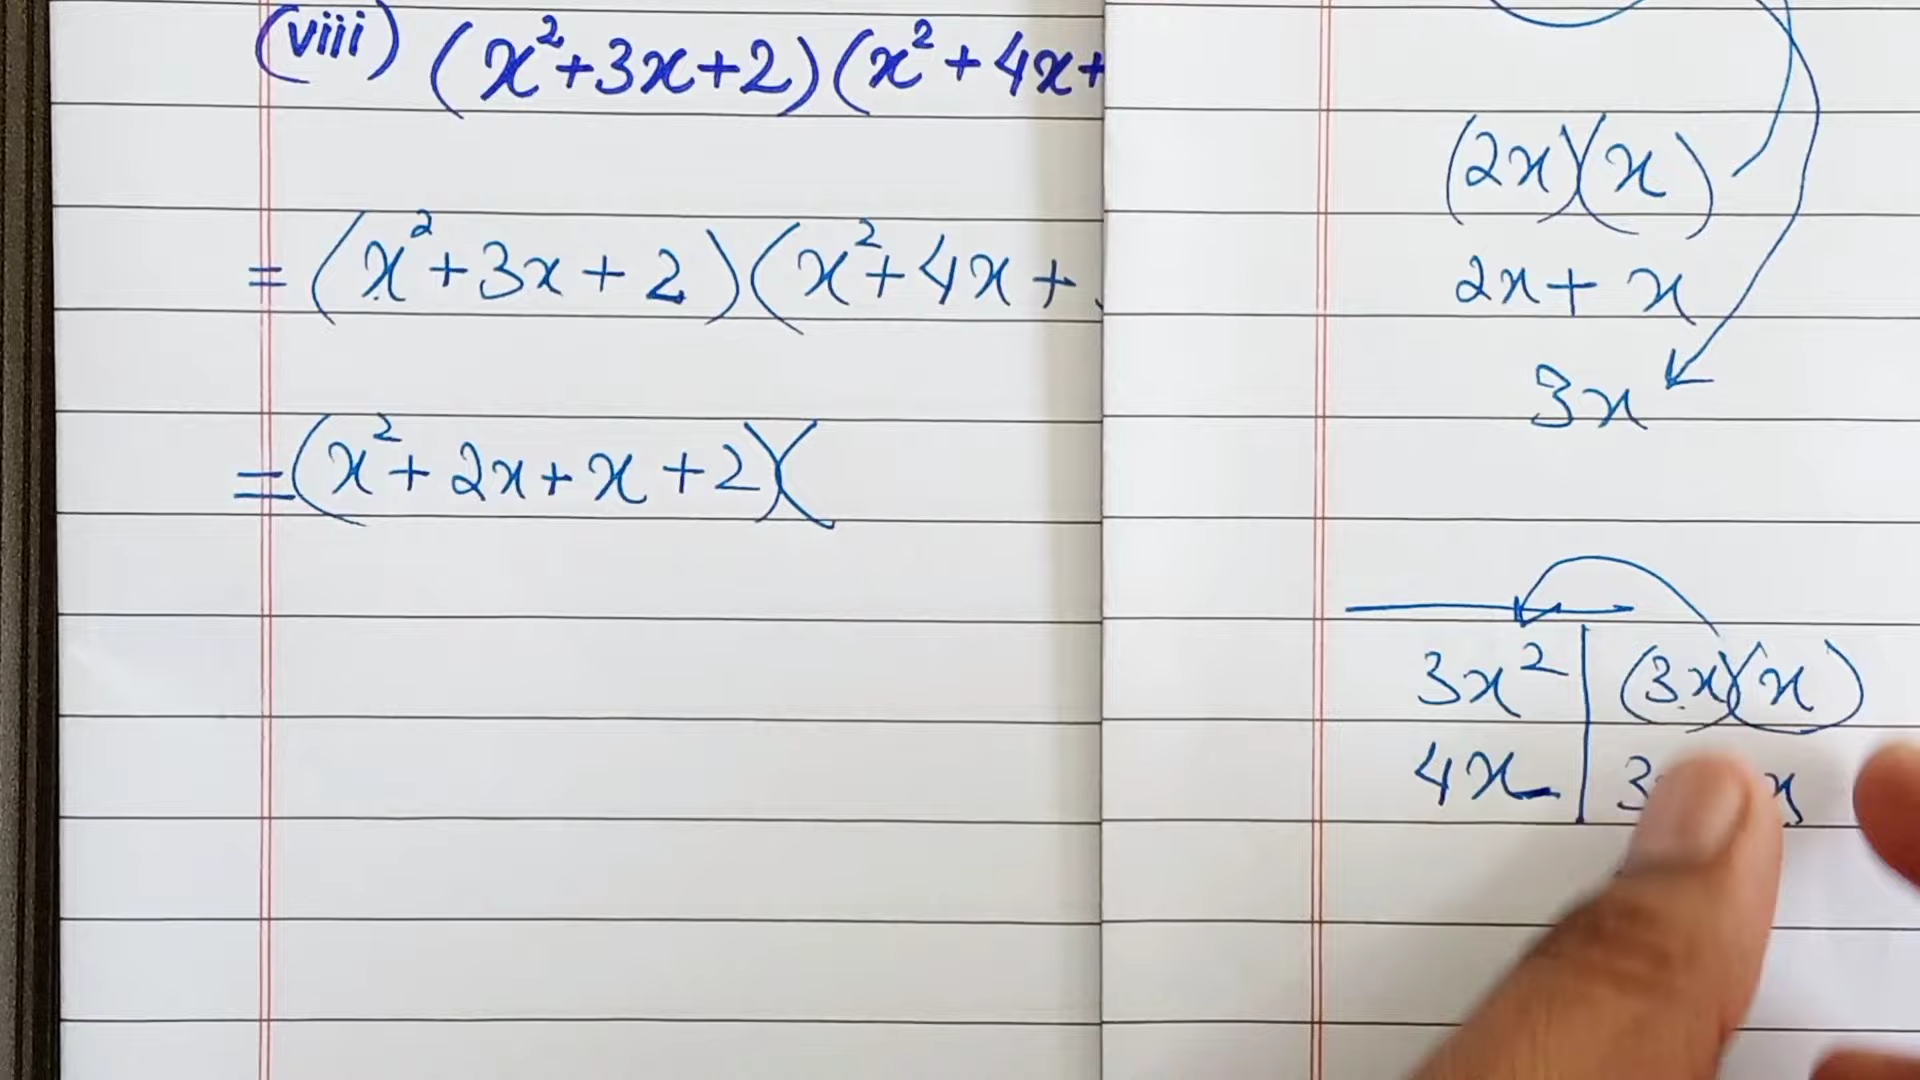 (viii) (x²+3x+2)(x²+4x+
= (x²+3x+2)(x²+4x+
=(x²+2x+x+2)(
(2x)(x)
2x+x
3x
3x² | (3x)(x)
4x | 3 x